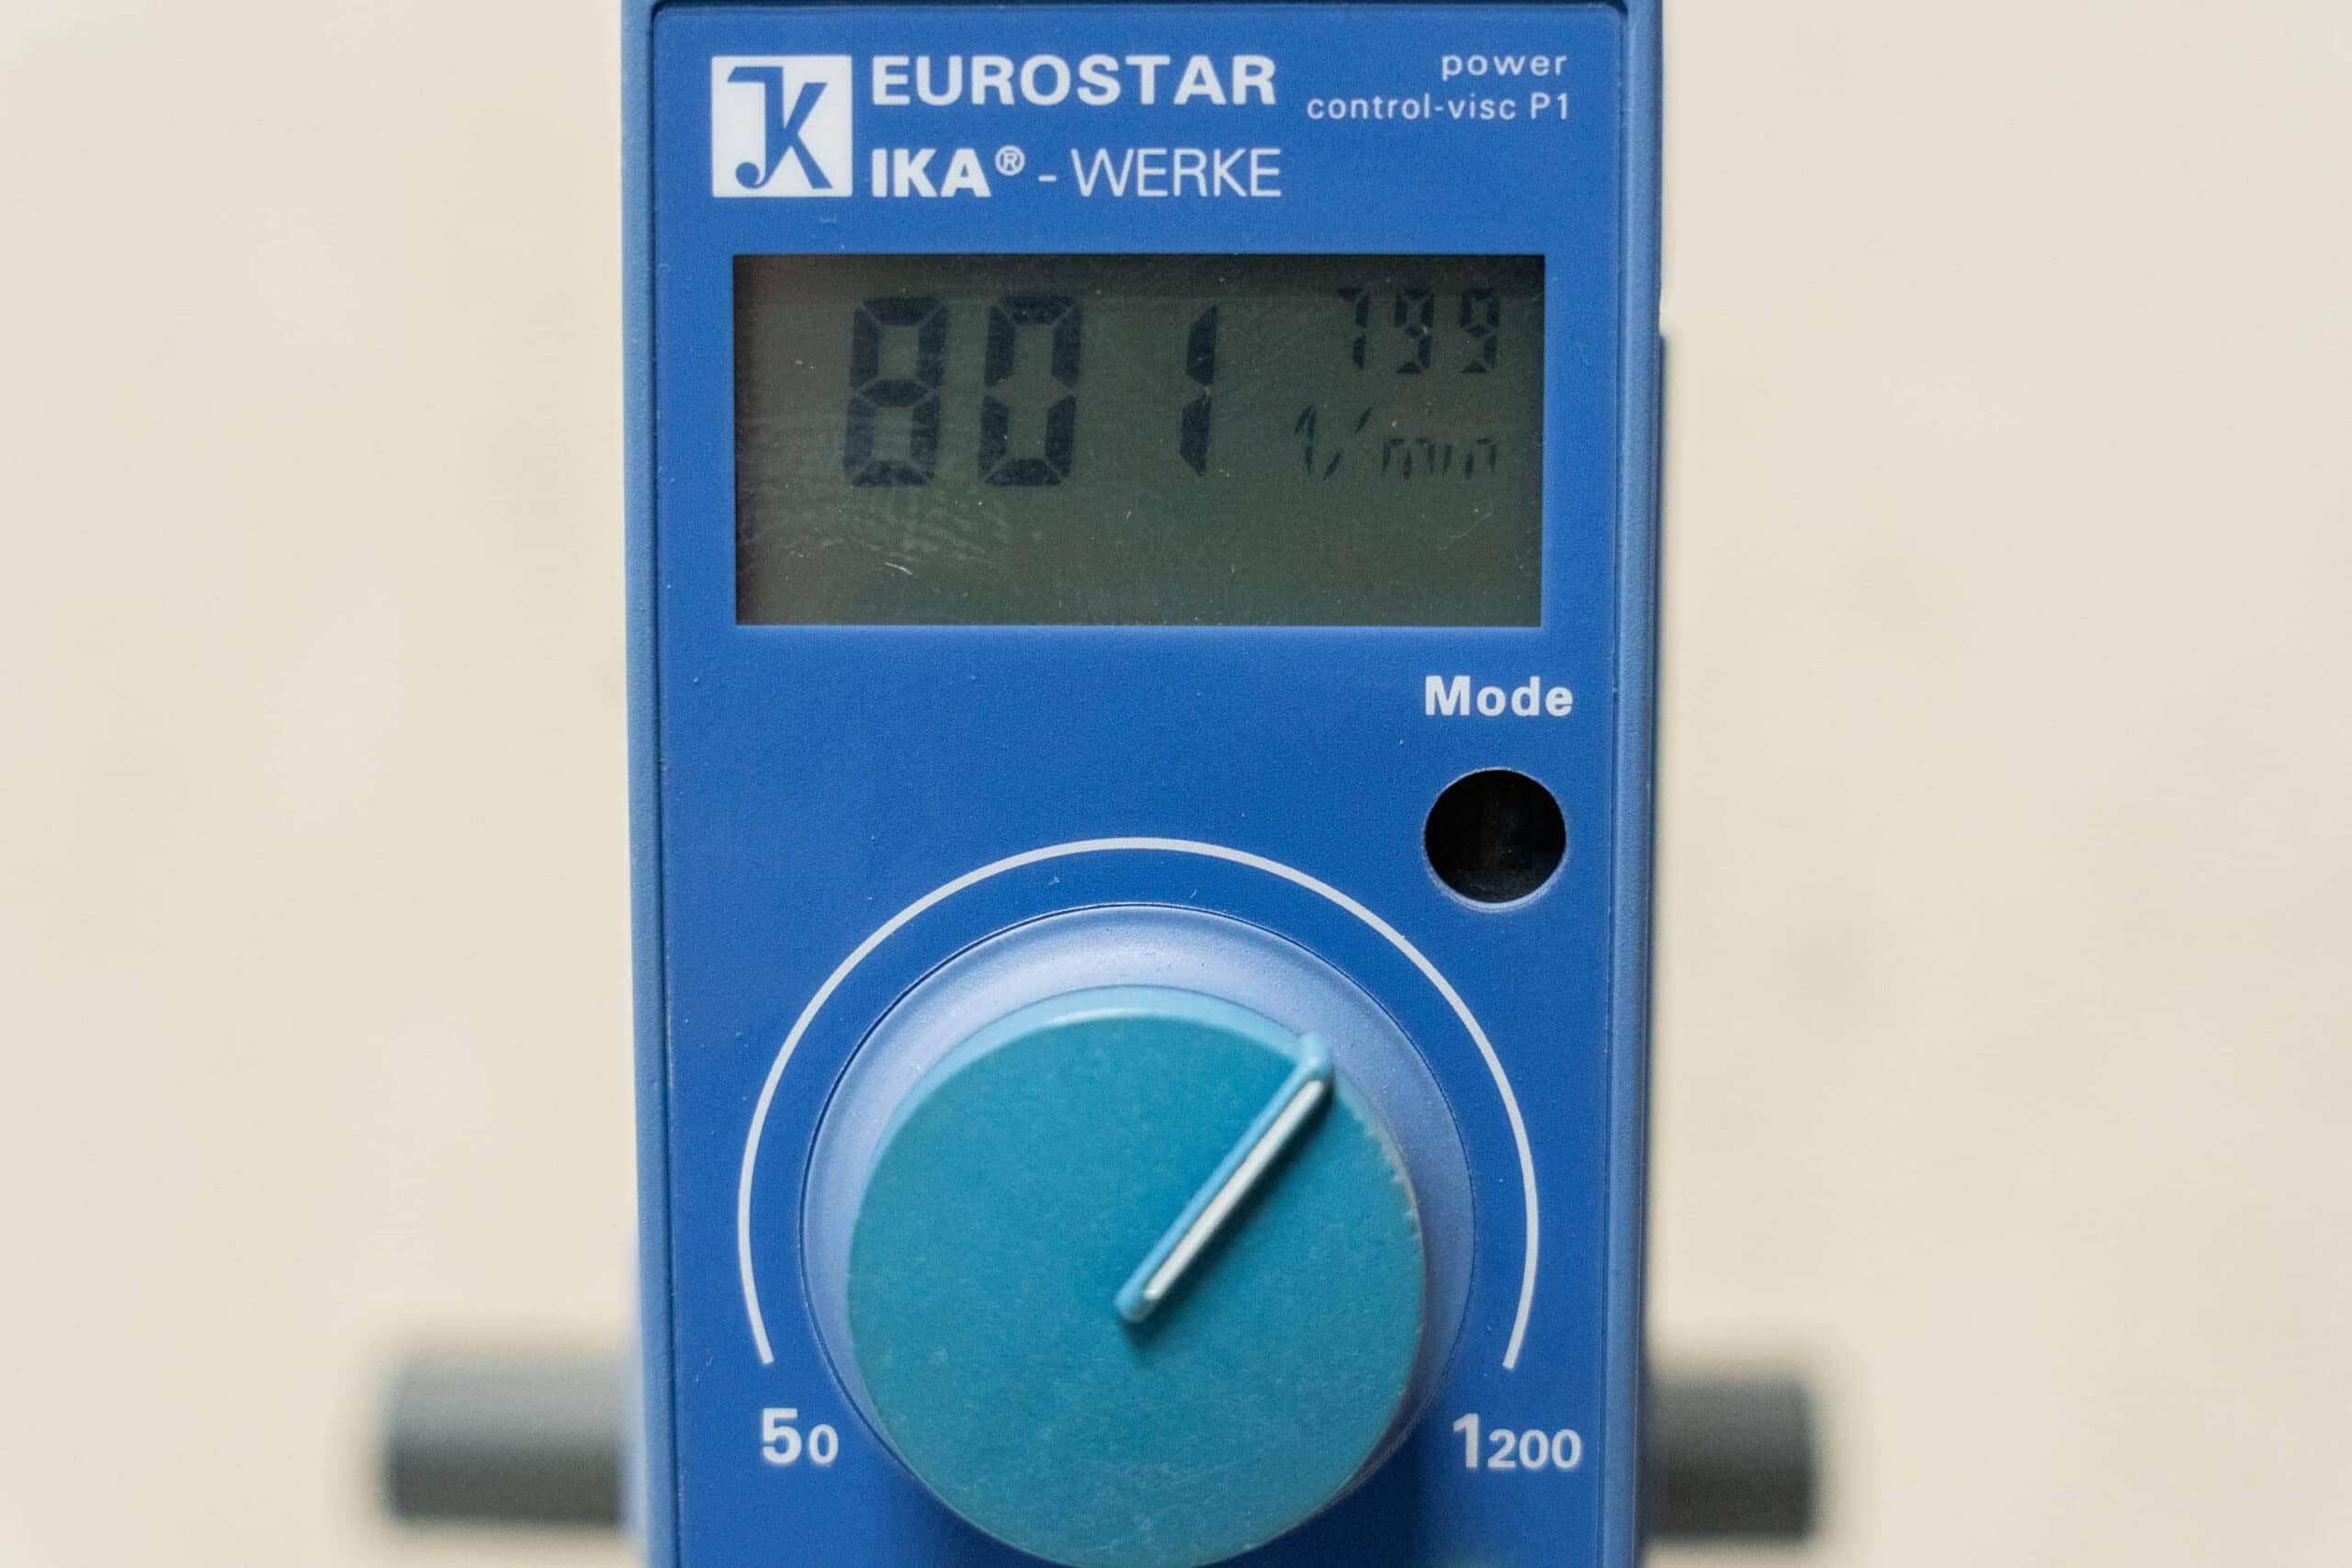 EUROSTAR
power
control-visc P1
IKA® - WERKE
801
799
1/min
Mode
50
1200